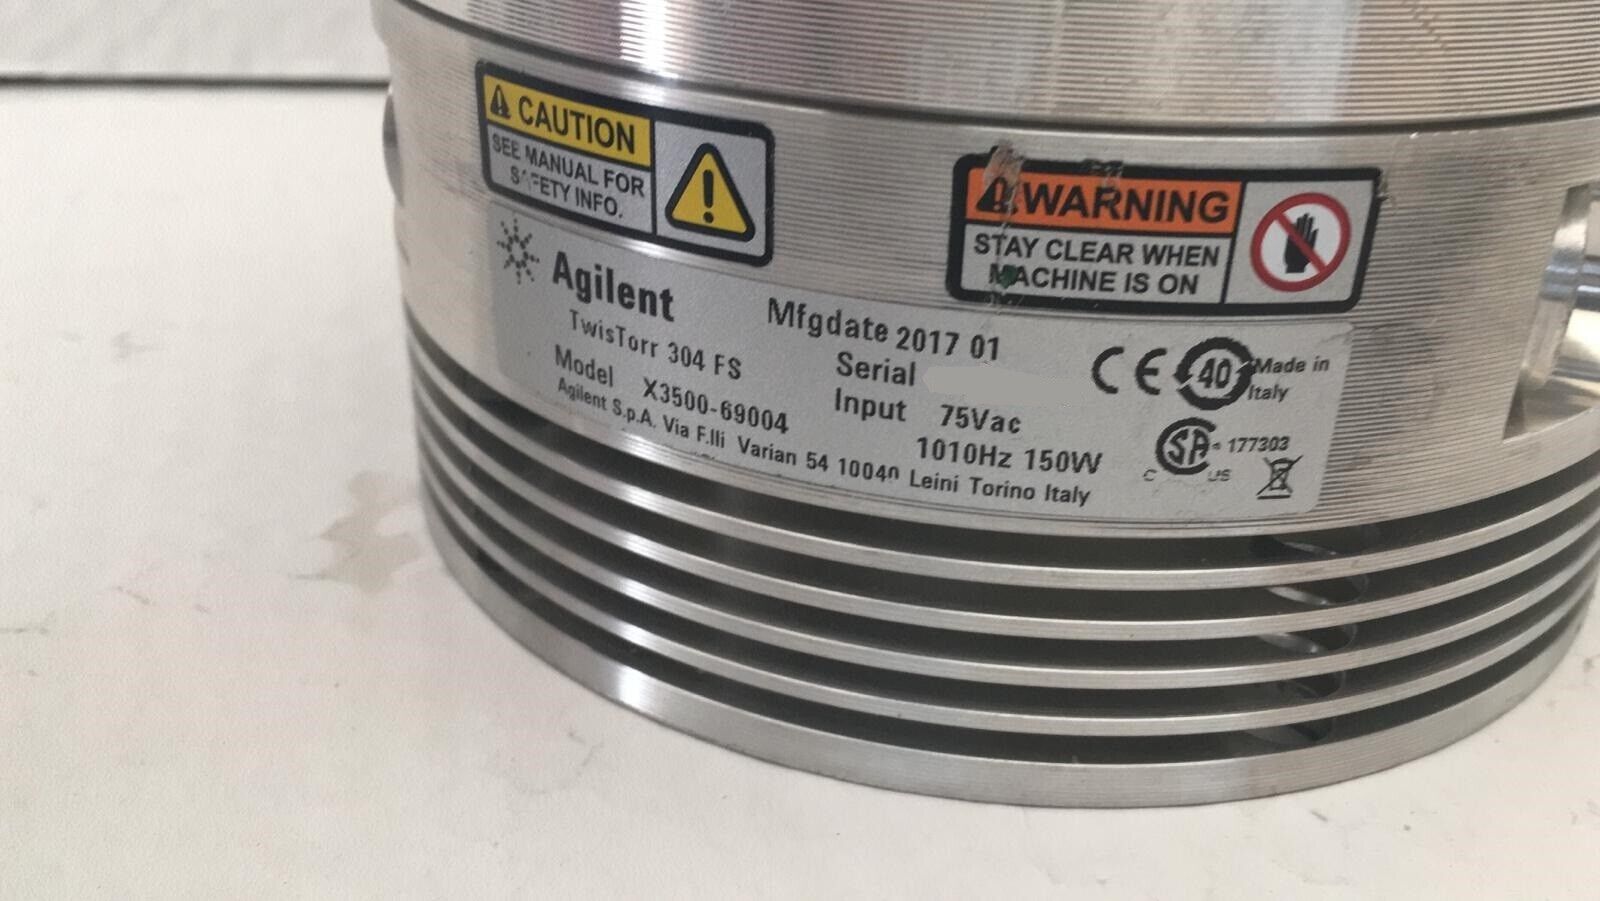 CAUTION
SEE MANUAL FOR
SAFETY INFO.
WARNING
STAY CLEAR WHEN
MACHINE IS ON
Agilent
TwisTorr 304 FS
Model X3500-69004
Mfgdate 2017 01
Serial
Input 75Vac
1010Hz 150W
Agilent S.p.A. Via F.lli Varian 54 10040 Leini Torino Italy
CE 40 Made in
Italy
SA 177303
C US